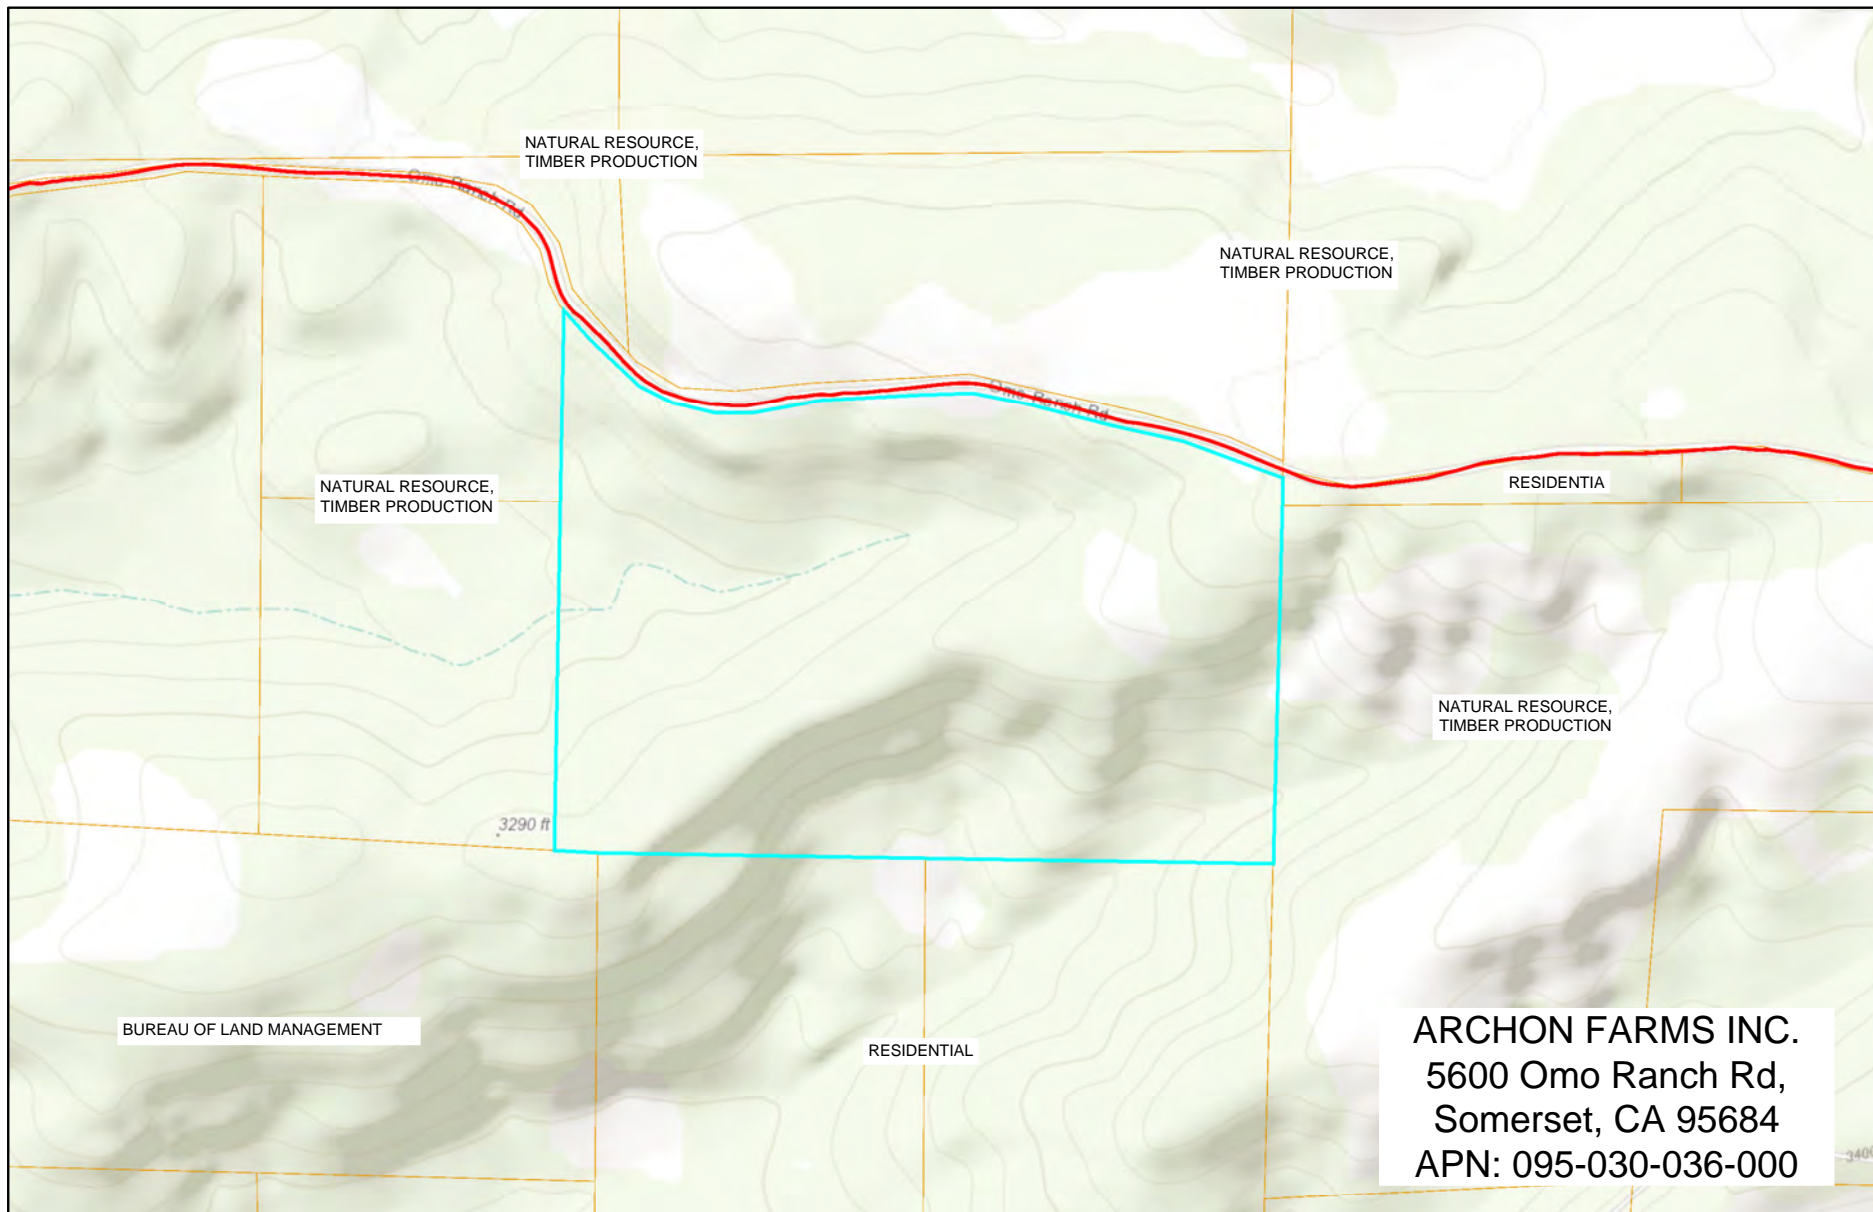 NATURAL RESOURCE,
TIMBER PRODUCTION
Omo Ranch Rd
NATURAL RESOURCE,
TIMBER PRODUCTION
Omo Ranch Rd
NATURAL RESOURCE,
TIMBER PRODUCTION
RESIDENTIA
NATURAL RESOURCE,
TIMBER PRODUCTION
3290 ft
BUREAU OF LAND MANAGEMENT
RESIDENTIAL
ARCHON FARMS INC.
5600 Omo Ranch Rd,
Somerset, CA 95684
APN: 095-030-036-000
3400